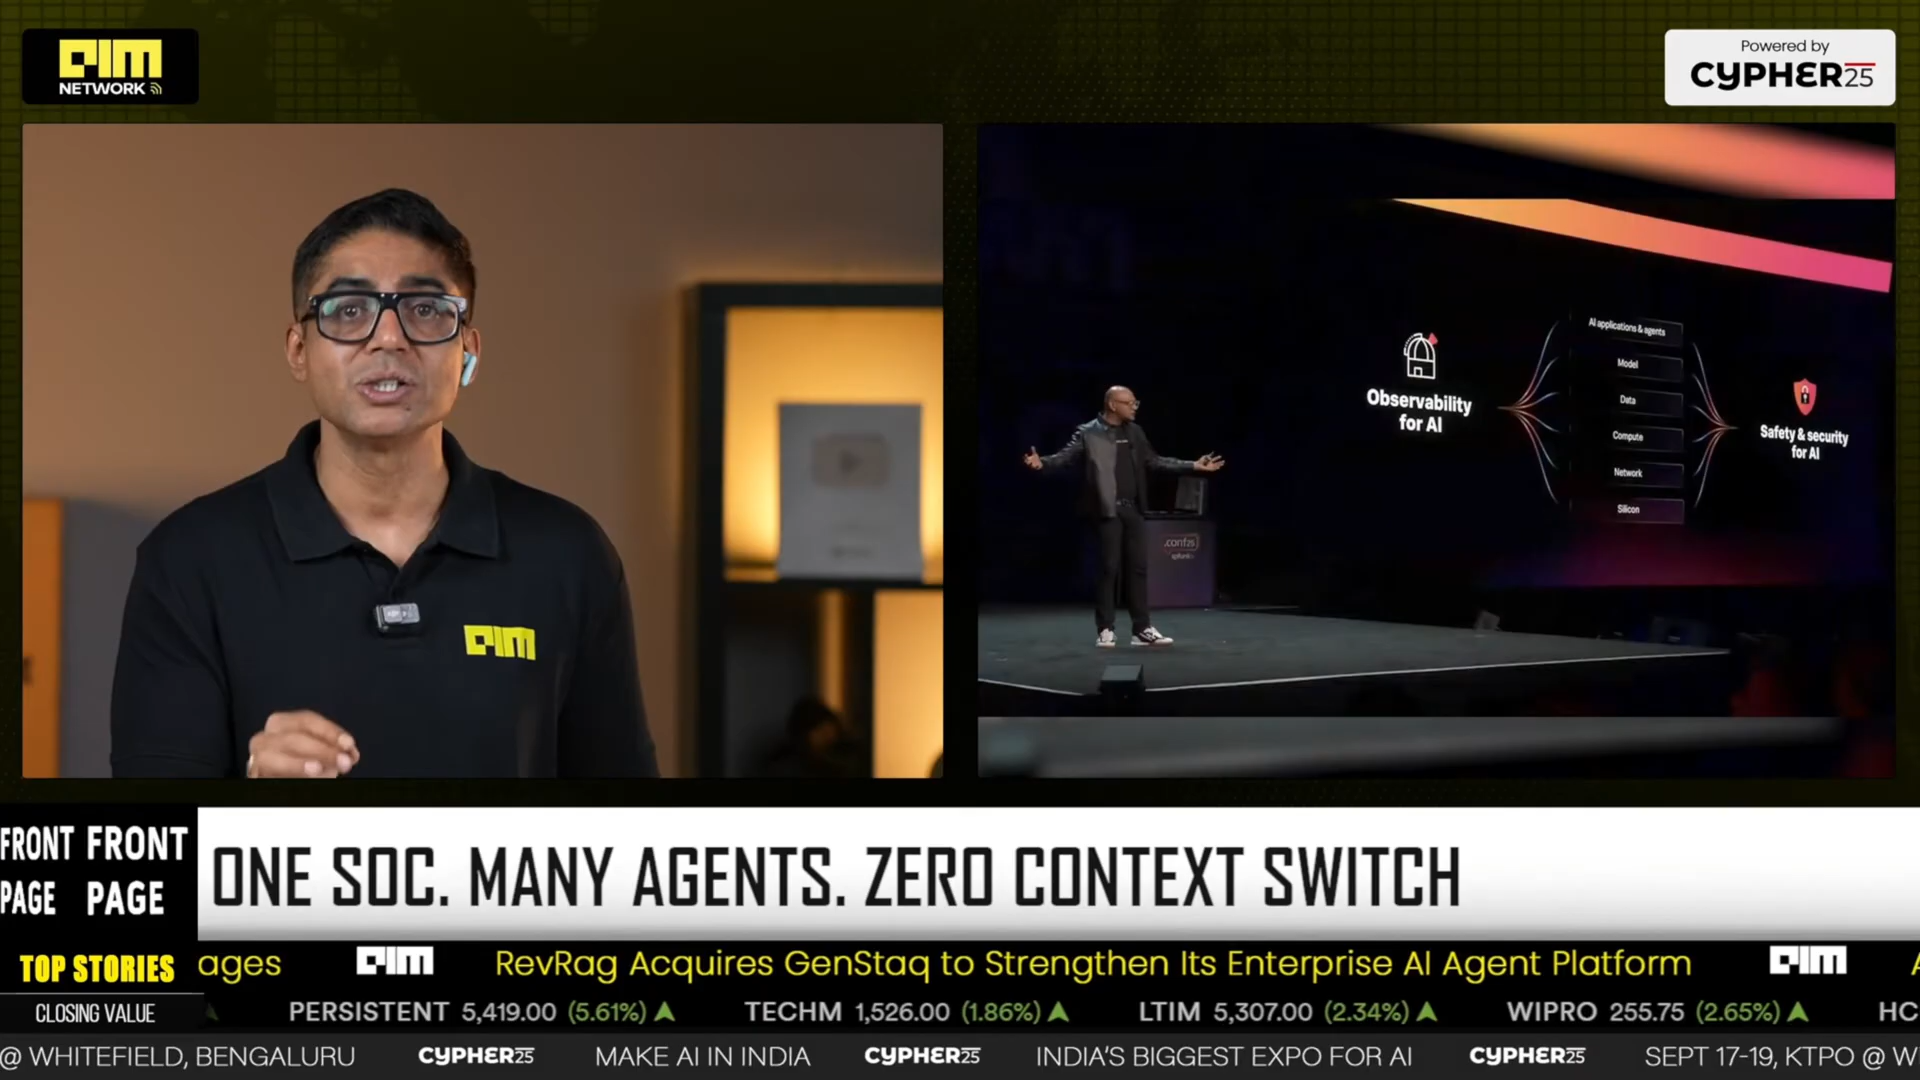 AIM
NETWORK
Powered by
CYPHER25
AIM
Observability
for AI
AI applications & agents
Model
Data
Compute
Network
Silicon
Safety & security
for AI
.conf25
splunk
FRONT FRONT
PAGE PAGE
ONE SOC. MANY AGENTS. ZERO CONTEXT SWITCH
TOP STORIES
ages AIM RevRag Acquires GenStaq to Strengthen Its Enterprise AI Agent Platform AIM A
CLOSING VALUE
PERSISTENT 5,419.00 (5.61%) ▲ TECHM 1,526.00 (1.86%) ▲ LTIM 5,307.00 (2.34%) ▲ WIPRO 255.75 (2.65%) ▲ HC
@ WHITEFIELD, BENGALURU CYPHER25 MAKE AI IN INDIA CYPHER25 INDIA'S BIGGEST EXPO FOR AI CYPHER25 SEPT 17-19, KTPO @ W